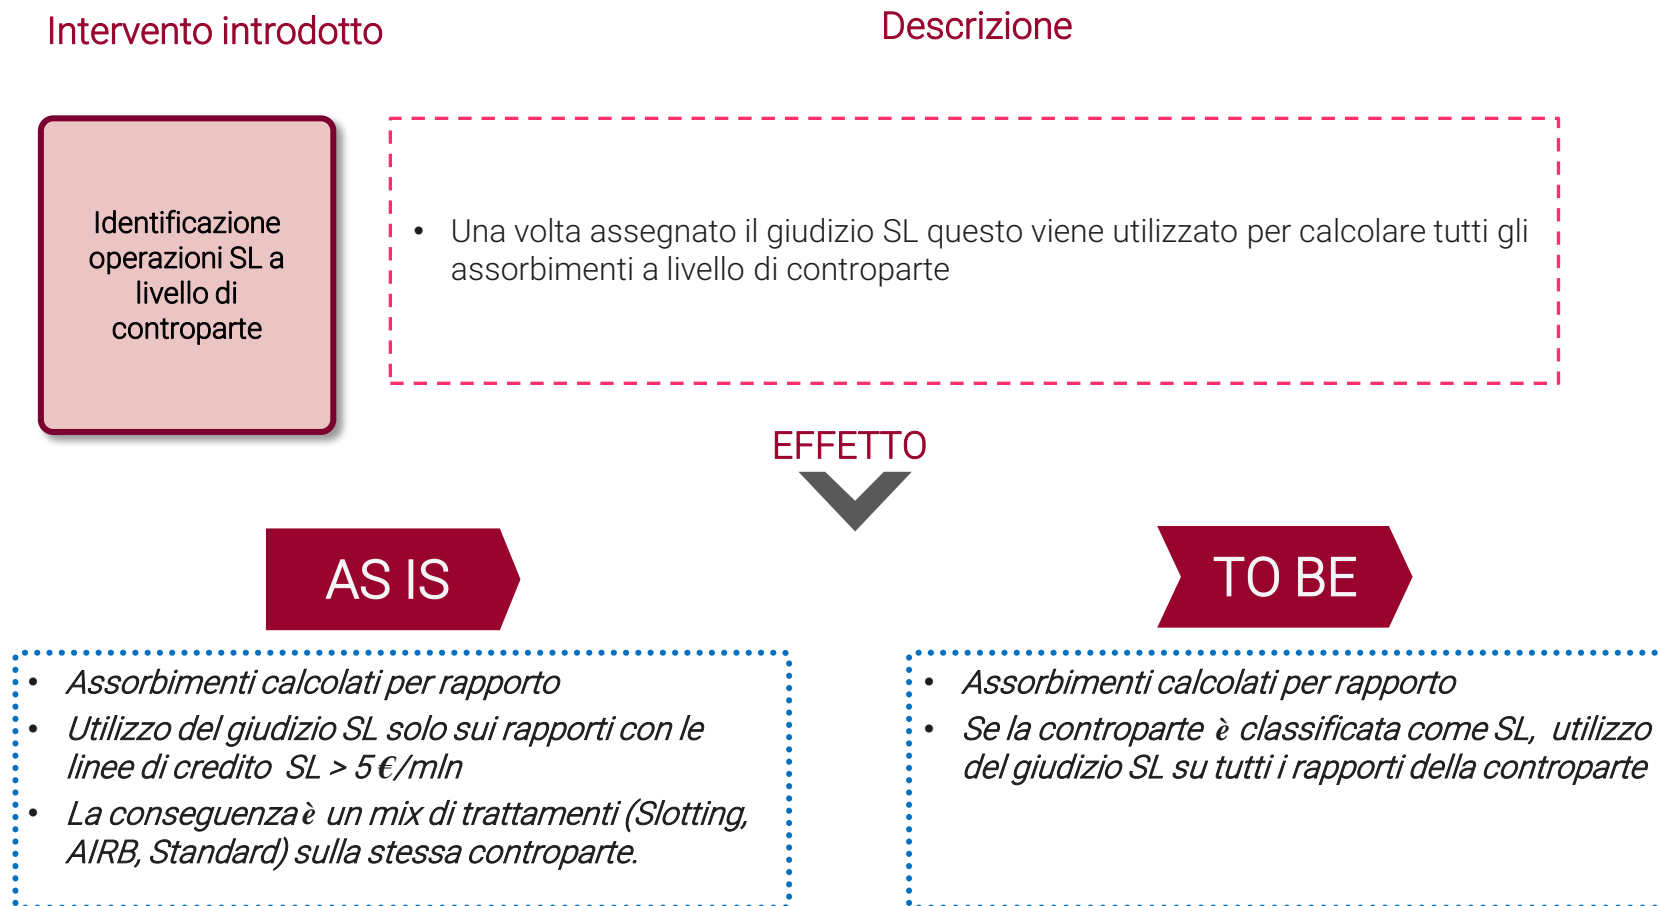 Intervento introdotto
Descrizione
Identificazione
operazioni SL a
livello di
controparte
• Una volta assegnato il giudizio SL questo viene utilizzato per calcolare tutti gli
assorbimenti a livello di controparte
EFFETTO
AS IS
• Assorbimenti calcolati per rapporto
• Utilizzo del giudizio SL solo sui rapporti con le
linee di credito SL > 5 €/mln
• La conseguenza è un mix di trattamenti (Slotting,
AIRB, Standard) sulla stessa controparte.
TO BE
• Assorbimenti calcolati per rapporto
• Se la controparte è classificata come SL, utilizzo
del giudizio SL su tutti i rapporti della controparte